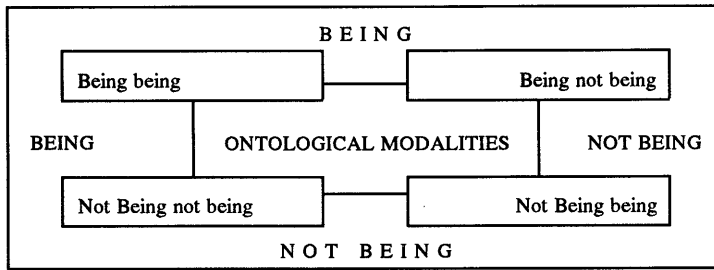 BEING
Being being Being not being
BEING ONTOLOGICAL MODALITIES NOT BEING
Not Being not being Not Being being
NOT BEING